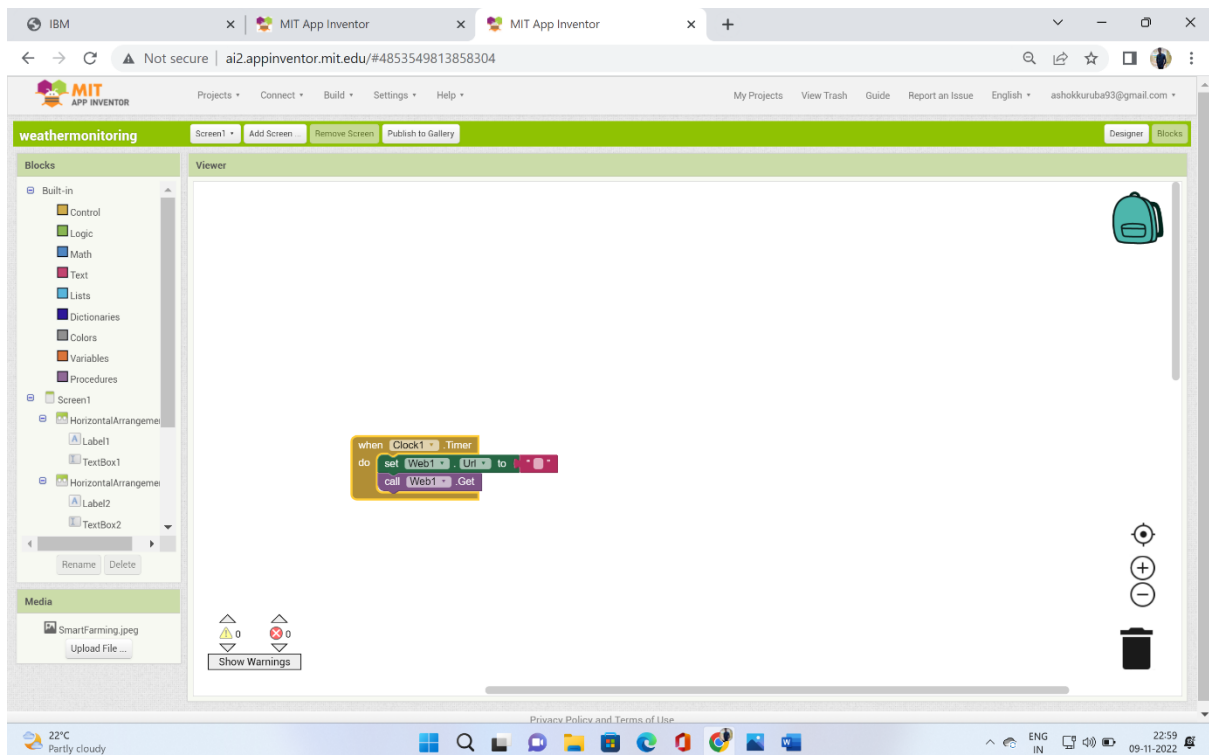 IBM
MIT App Inventor
MIT App Inventor
Not secure ai2.appinventor.mit.edu/#4853549813858304
MIT APP INVENTOR
Projects Connect Build Settings Help My Projects View Trash Guide Report an Issue English ashokkuruba93@gmail.com
weathermonitoring Screen1 Add Screen ... Remove Screen Publish to Gallery Designer Blocks
Blocks
Viewer
Built-in
Control
Logic
Math
Text
Lists
Dictionaries
Colors
Variables
Procedures
Screen1
HorizontalArrangemen
Label1
TextBox1
HorizontalArrangemen
Label2
TextBox2
Rename Delete
Media
SmartFarming.jpeg
Upload File ...
when Clock1 .Timer
do set Web1 . Url to " "
call Web1 .Get
0 0
Show Warnings
Privacy Policy and Terms of Use
22°C
Partly cloudy
ENG
IN
22:59
09-11-2022